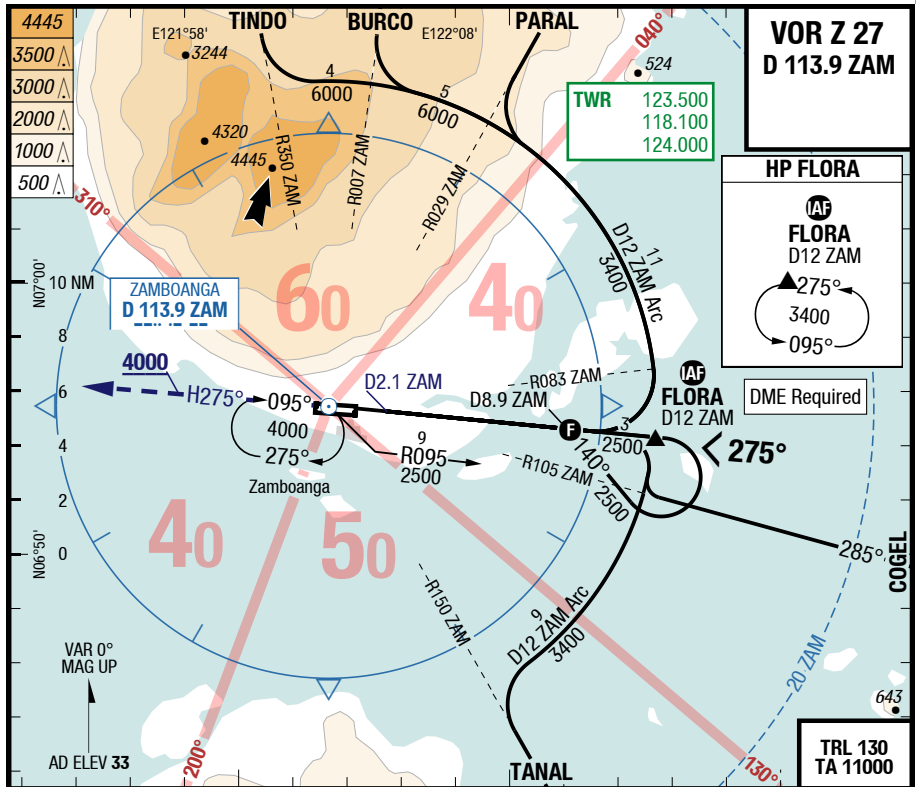 4445
3500
3000
2000
1000
500
TINDO
BURCO
PARAL
VOR Z 27
D 113.9 ZAM
E121°58'
E122°08'
3244
4320
4445
524
040°
TWR 123.500
118.100
124.000
4
6000
5
6000
R350 ZAM
R007 ZAM
R029 ZAM
HP FLORA
IAF
FLORA
D12 ZAM
275°
3400
095°
310°
11
D12 ZAM Arc
3400
N07°00'
10 NM
8
6
4
2
0
N06°50'
ZAMBOANGA
D 113.9 ZAM
60
40
40
50
4000
H275°
095°
4000
275°
D2.1 ZAM
R083 ZAM
D8.9 ZAM
IAF
FLORA
D12 ZAM
DME Required
F
3
2500
275°
9
R095
2500
140°
2500
R105 ZAM
Zamboanga
285°
COGEL
R150 ZAM
9
D12 ZAM Arc
3400
20 ZAM
643
VAR 0°
MAG UP
AD ELEV 33
200°
TANAL
130°
TRL 130
TA 11000